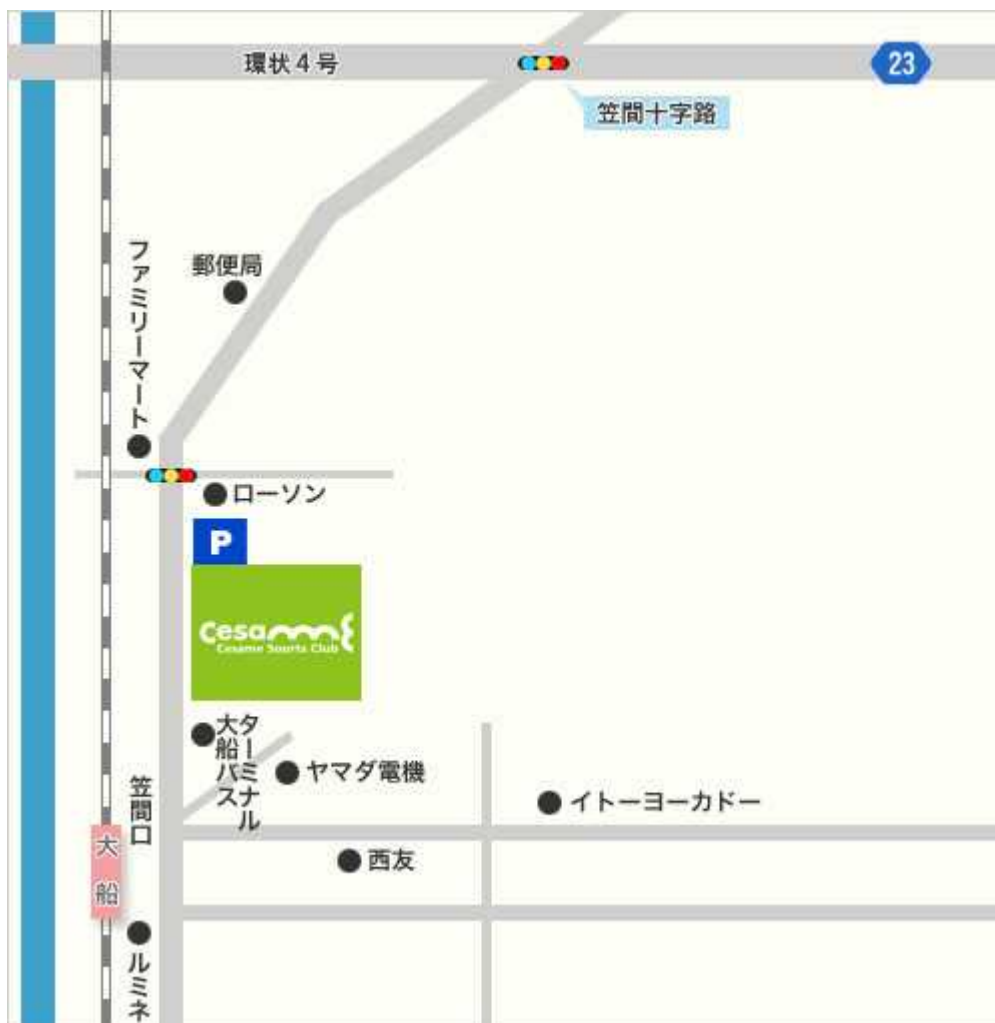 環状4号
23
笠間十字路
郵便局
ファミリーマート
ローソン
P
Cesame
Cesame Sourts Club
大船バスターミナル
ヤマダ電機
イトーヨーカドー
笠間口
大船
西友
ルミネ